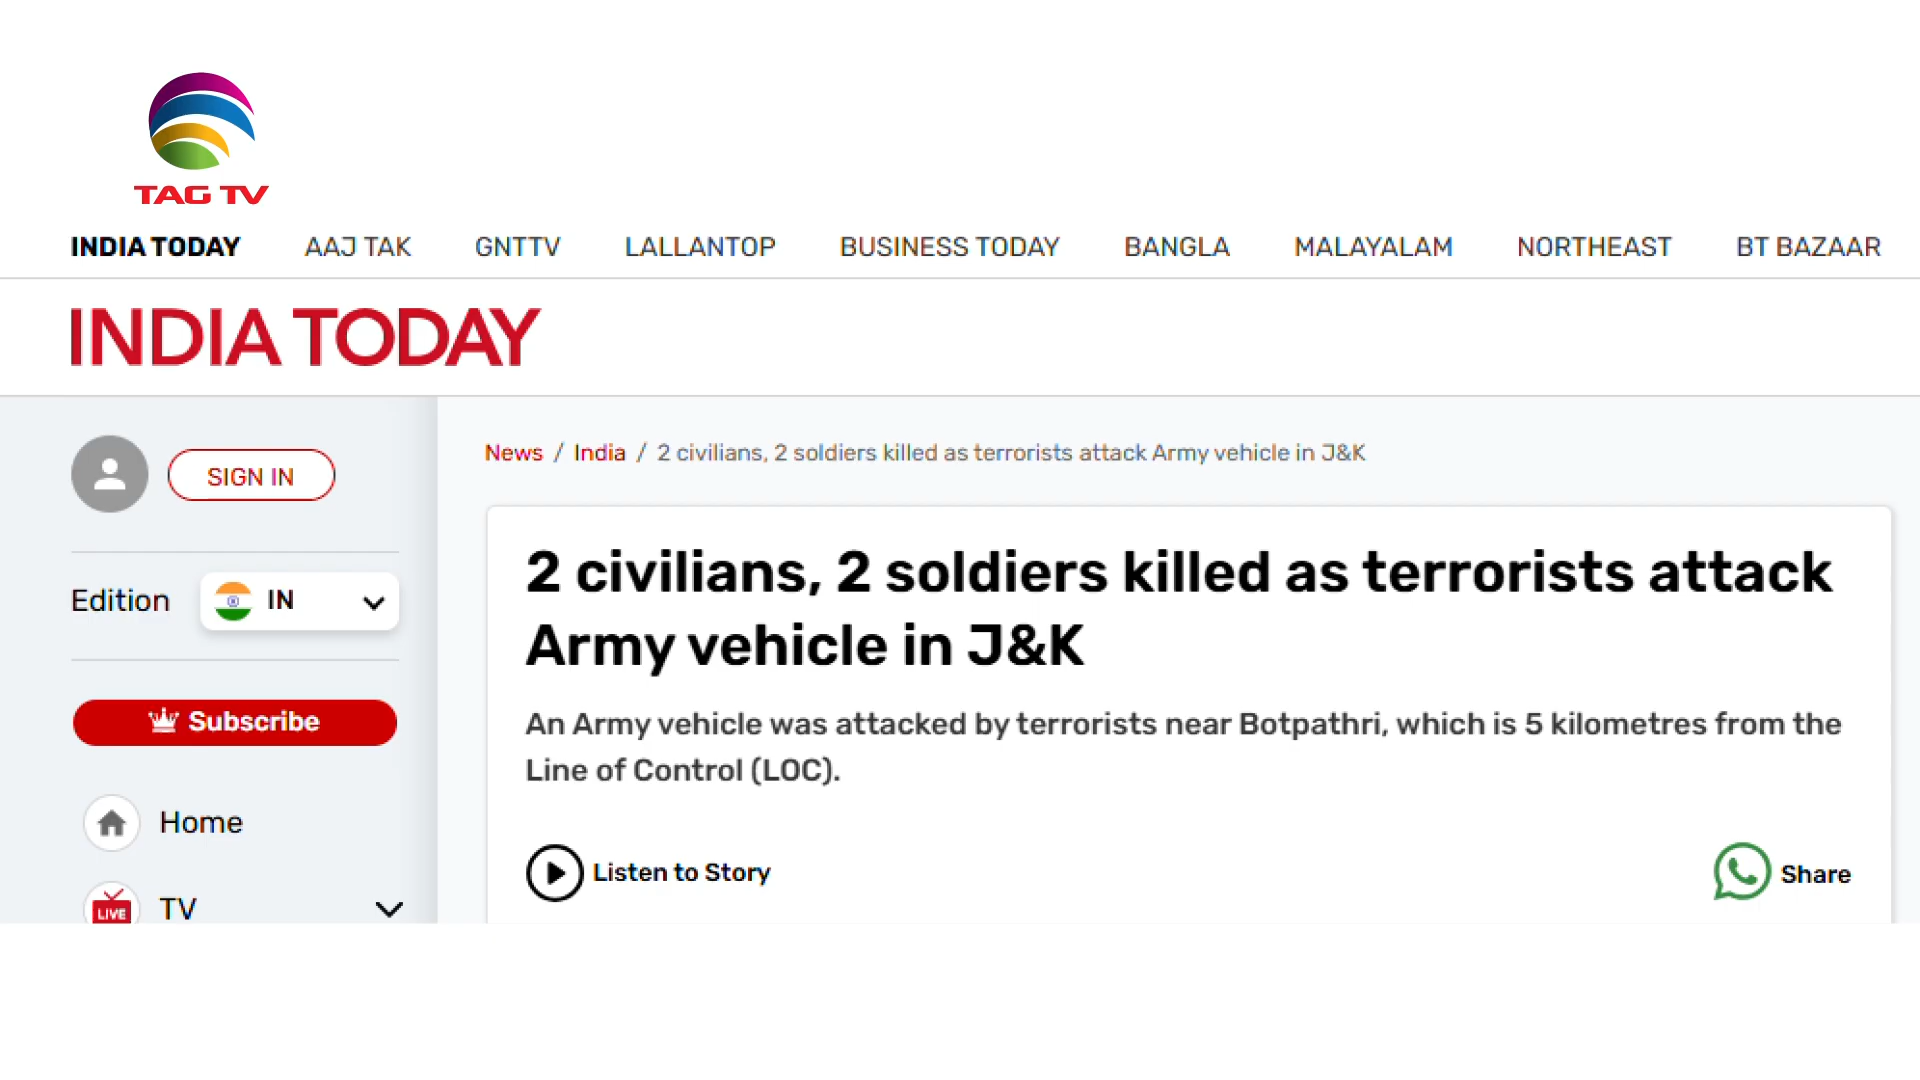 TAG TV
INDIA TODAY AAJ TAK GNTTV LALLANTOP BUSINESS TODAY BANGLA MALAYALAM NORTHEAST BT BAZAAR
INDIA TODAY
SIGN IN
News / India / 2 civilians, 2 soldiers killed as terrorists attack Army vehicle in J&K
2 civilians, 2 soldiers killed as terrorists attack
Army vehicle in J&K
Edition IN
Subscribe
An Army vehicle was attacked by terrorists near Botpathri, which is 5 kilometres from the
Line of Control (LOC).
Home
Listen to Story
Share
LIVE TV